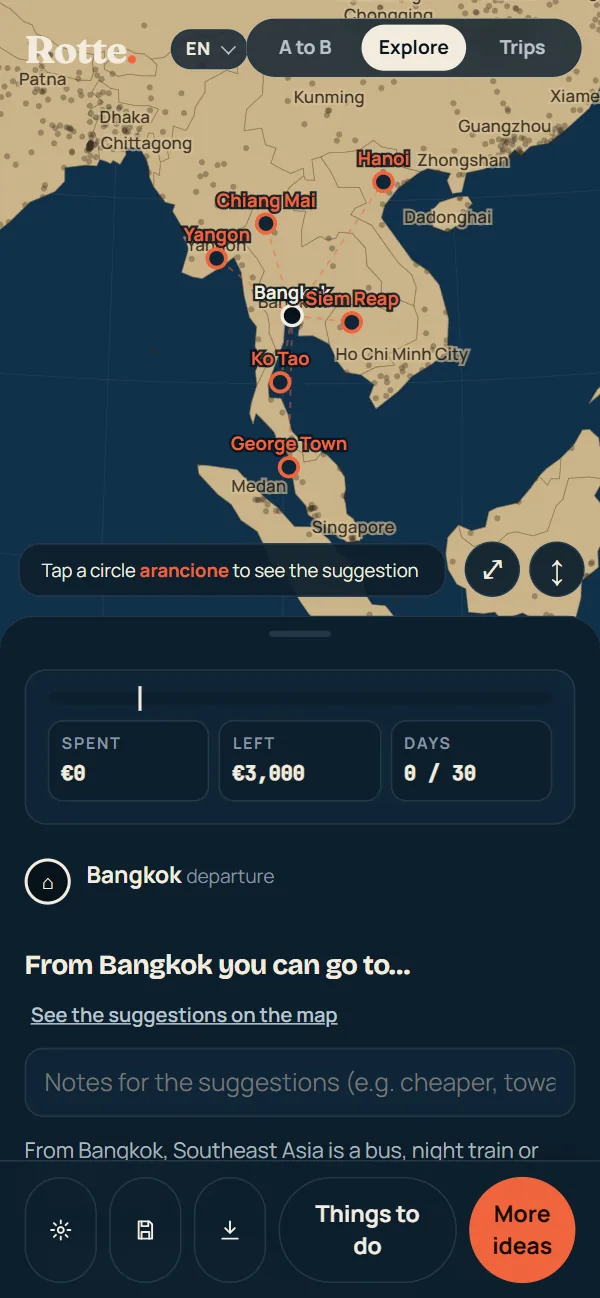 Chongqing
Rotte.
EN
A to B
Explore
Trips
Patna
Kunming
Xiame
Dhaka
Guangzhou
Chittagong
Hanoi
Zhongshan
Chiang Mai
Dadonghai
Yangon
Yangon
Bangkok
Siem Reap
Ho Chi Minh City
Ko Tao
George Town
Medan
Singapore
Tap a circle arancione to see the suggestion
SPENT
LEFT
DAYS
€0
€3,000
0 / 30
Bangkok departure
From Bangkok you can go to...
See the suggestions on the map
Notes for the suggestions (e.g. cheaper, towa
From Bangkok, Southeast Asia is a bus, night train or
Things to
do
More
ideas